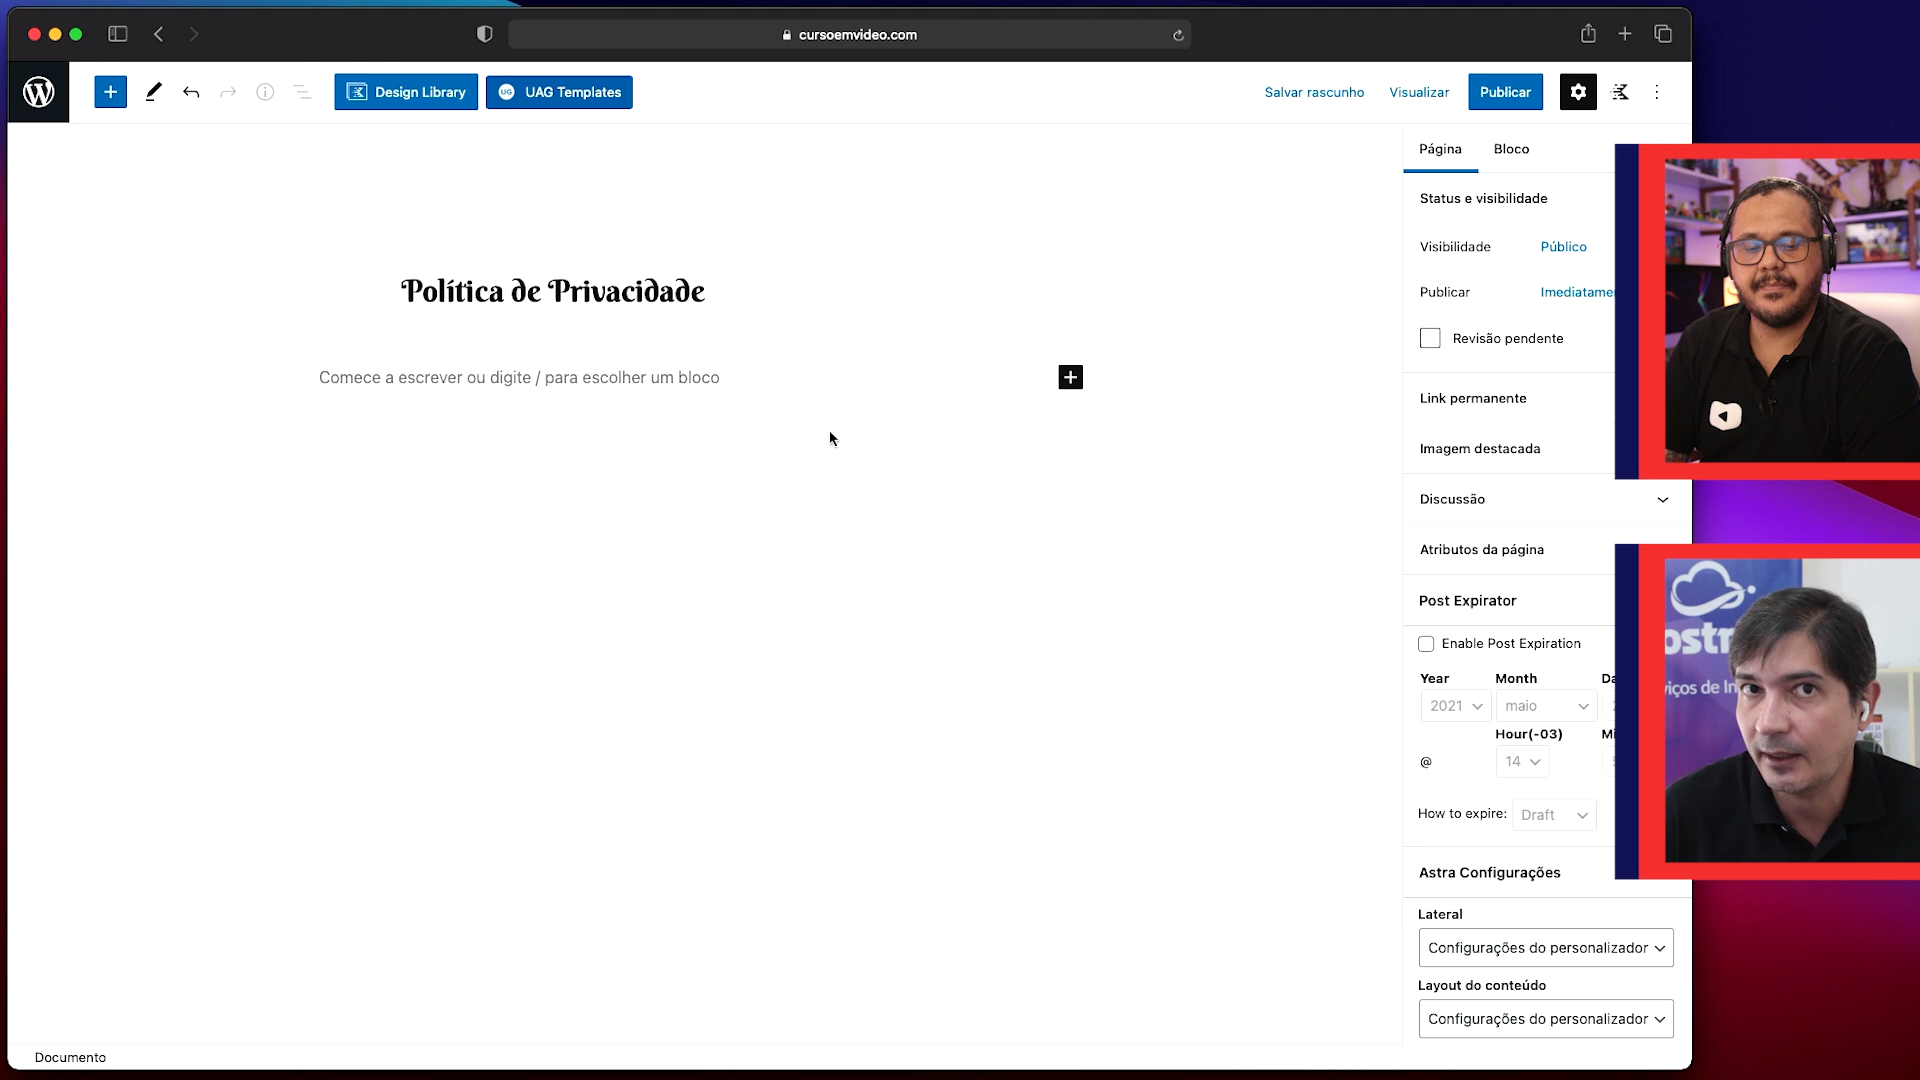 cursoemvideo.com
Design Library
UAG Templates
Salvar rascunho
Visualizar
Publicar
Página
Bloco
Status e visibilidade
Visibilidade
Público
Publicar
Revisão pendente
Link permanente
Imagem destacada
Discussão
Atributos da página
Post Expirator
Enable Post Expiration
Year
Month
2021
maio
Hour(-03)
@
14
How to expire:
Draft
Astra Configurações
Lateral
Configurações do personalizador
Layout do conteúdo
Configurações do personalizador
Política de Privacidade
Comece a escrever ou digite / para escolher um bloco
Documento